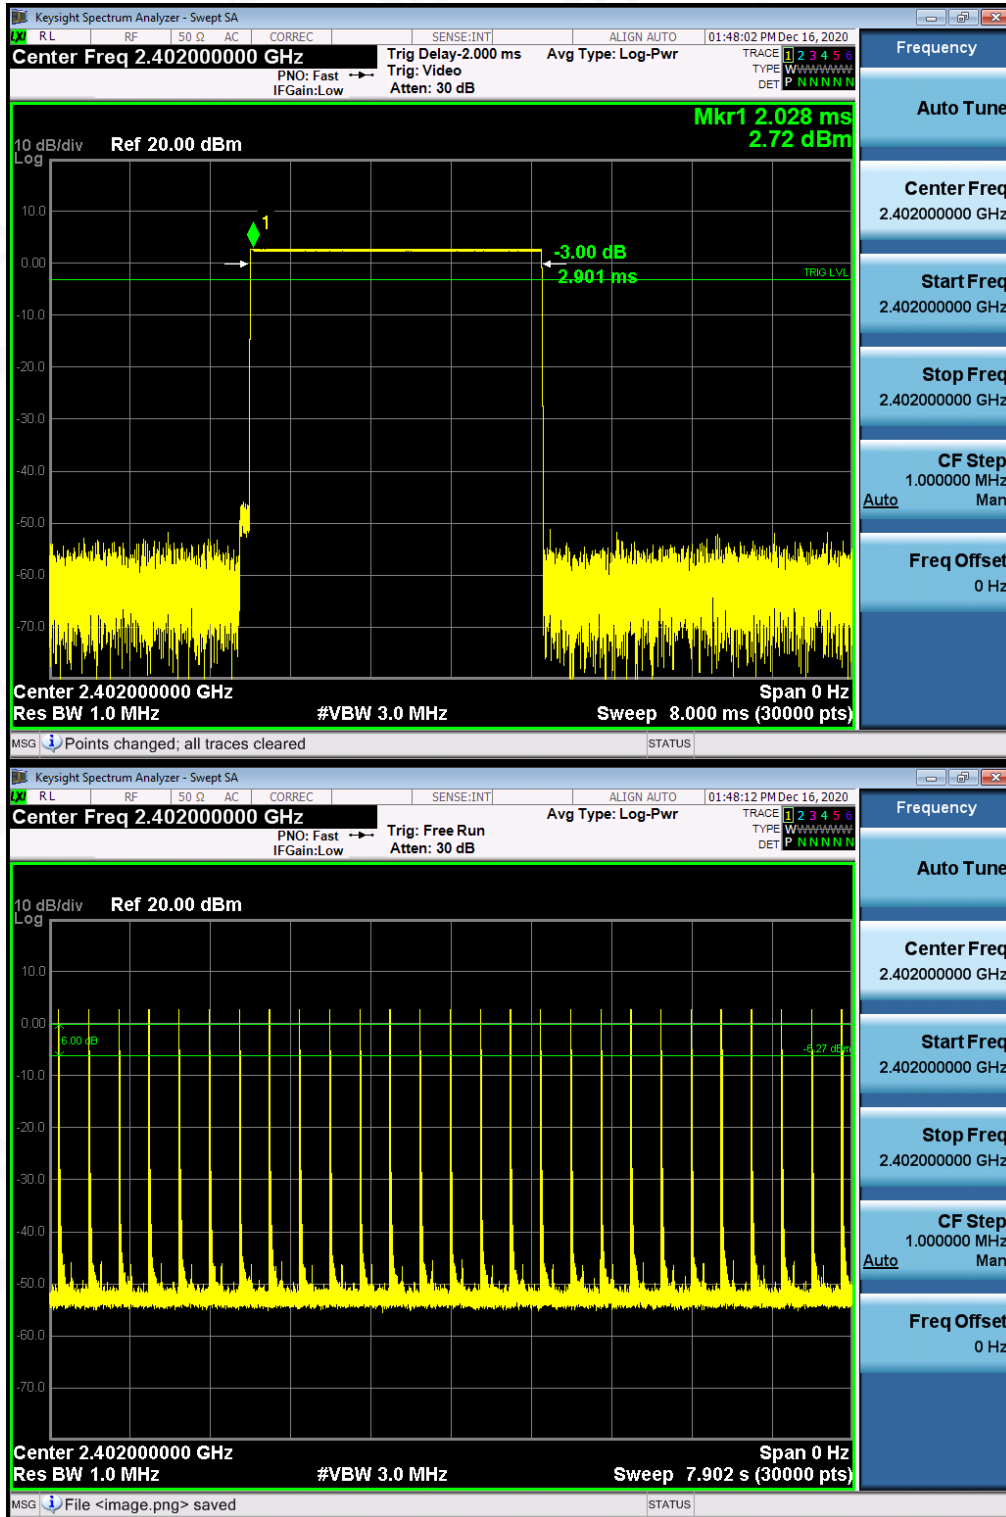 Keysight Spectrum Analyzer - Swept SA
LXI RL RF 50 Ω AC CORREC SENSE:INT ALIGN AUTO 01:48:02 PM Dec 16, 2020
Center Freq 2.402000000 GHz Trig Delay-2.000 ms Avg Type: Log-Pwr TRACE 1 2 3 4 5 6
PNO: Fast Trig: Video TYPE WWWWWWW
IFGain:Low Atten: 30 dB DET P N N N N N
Frequency
Auto Tune
Center Freq
2.402000000 GHz
Start Freq
2.402000000 GHz
Stop Freq
2.402000000 GHz
CF Step
1.000000 MHz
Auto Man
Freq Offset
0 Hz
Mkr1 2.028 ms
2.72 dBm
10 dB/div Ref 20.00 dBm
Log
10.0
1
-3.00 dB
0.00
2.901 ms
TRIG LVL
-10.0
-20.0
-30.0
-40.0
-50.0
-60.0
-70.0
Center 2.402000000 GHz Span 0 Hz
Res BW 1.0 MHz #VBW 3.0 MHz Sweep 8.000 ms (30000 pts)
MSG Points changed; all traces cleared STATUS
Keysight Spectrum Analyzer - Swept SA
LXI RL RF 50 Ω AC CORREC SENSE:INT ALIGN AUTO 01:48:12 PM Dec 16, 2020
Center Freq 2.402000000 GHz Avg Type: Log-Pwr TRACE 1 2 3 4 5 6
PNO: Fast Trig: Free Run TYPE WWWWWWW
IFGain:Low Atten: 30 dB DET P N N N N N
Frequency
Auto Tune
Center Freq
2.402000000 GHz
Start Freq
2.402000000 GHz
Stop Freq
2.402000000 GHz
CF Step
1.000000 MHz
Auto Man
Freq Offset
0 Hz
10 dB/div Ref 20.00 dBm
Log
10.0
0.00
6.00 dB
-6.27 dBm
-10.0
-20.0
-30.0
-40.0
-50.0
-60.0
-70.0
Center 2.402000000 GHz Span 0 Hz
Res BW 1.0 MHz #VBW 3.0 MHz Sweep 7.902 s (30000 pts)
MSG File <image.png> saved STATUS